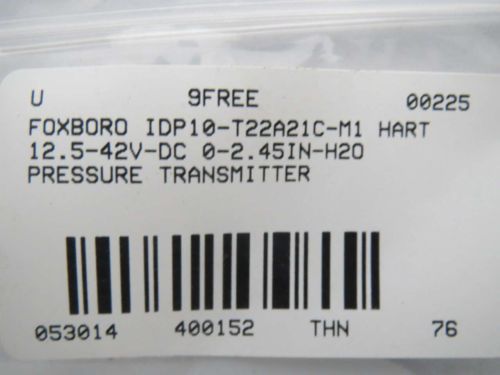 U 9FREE 00225
FOXBORO IDP10-T22A21C-M1 HART
12.5-42V-DC 0-2.45IN-H2O
PRESSURE TRANSMITTER
053014 400152 THN 76